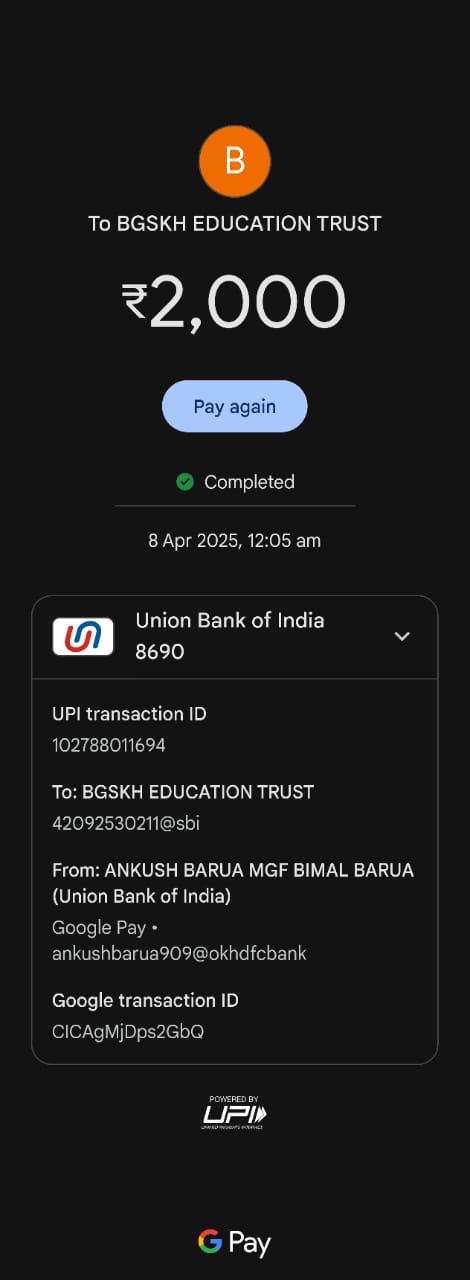 B
To BGSKH EDUCATION TRUST
₹2,000
Pay again
Completed
8 Apr 2025, 12:05 am
Union Bank of India
8690
UPI transaction ID
102788011694
To: BGSKH EDUCATION TRUST
42092530211@sbi
From: ANKUSH BARUA MGF BIMAL BARUA
(Union Bank of India)
Google Pay •
ankushbarua909@okhdfcbank
Google transaction ID
CICAgMjDps2GbQ
POWERED BY
UPI
UNIFIED PAYMENTS INTERFACE
G Pay